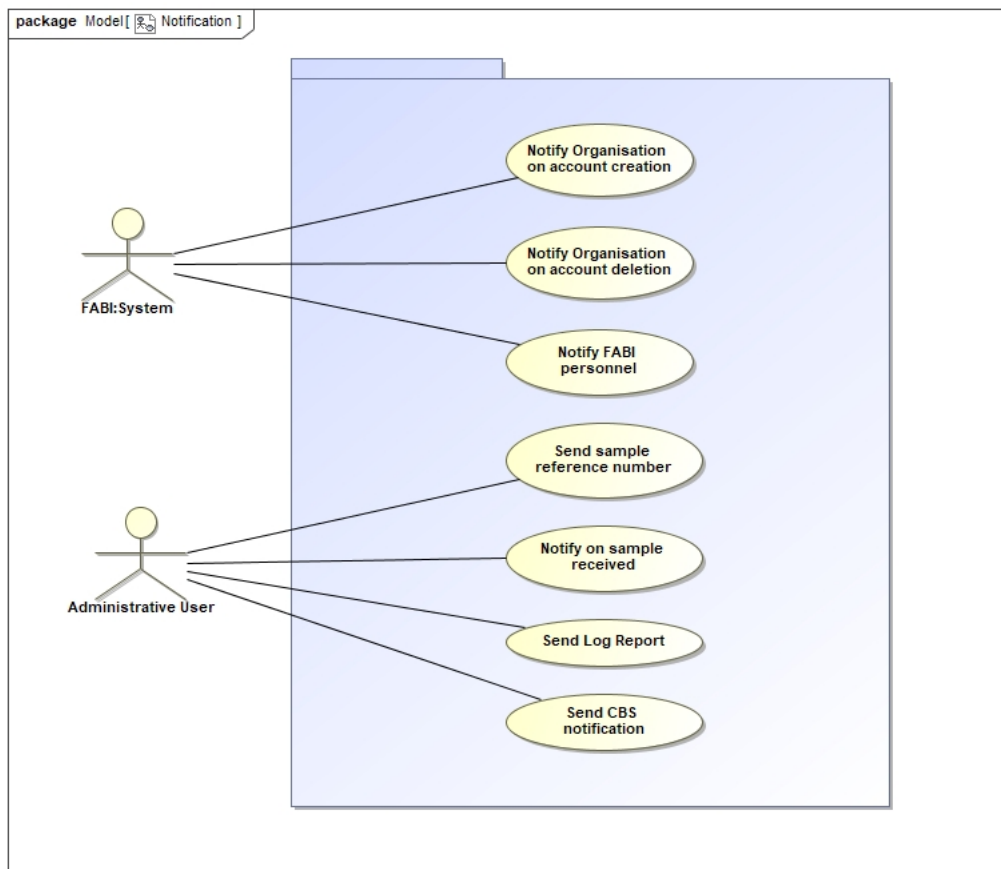 package Model[ Notification ]
Notify Organisation
on account creation
Notify Organisation
on account deletion
Notify FABI
personnel
FABI:System
Send sample
reference number
Notify on sample
received
Send Log Report
Send CBS
notification
Administrative User